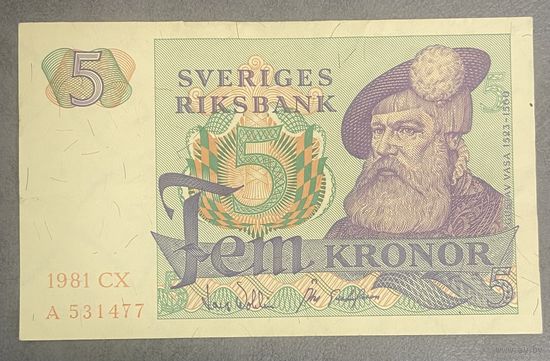 5
SVERIGES
RIKSBANK
5
GUSTAV VASA 1523-1560
Fem KRONOR
1981 CX
A 531477
5